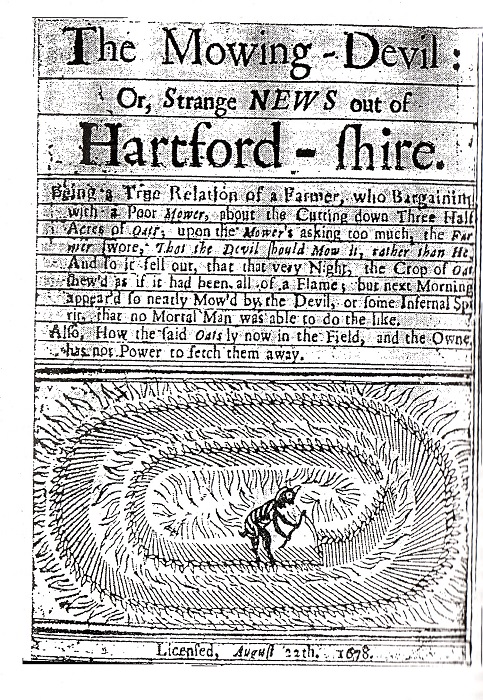 The Mowing-Devil:
Or, Strange NEWS out of
Hartford-ſhire.
Being a True Relation of a Farmer, who Bargaining
with a Poor Mower, about the Cutting down Three Half
Acres of Oats; upon the Mower's asking too much, the Far
mer ſwore, That the Devil ſhould Mow it, rather than He.
And ſo it fell out, that that very Night, the Crop of Oat
ſhew'd as if it had been all of a Flame; but next Morning
appear'd ſo neatly Mow'd by the Devil, or ſome Infernal Spi
rit, that no Mortal Man was able to do the like.
Alſo, How the ſaid Oats ly now in the Field, and the Owne
has not Power to fetch them away.
Licenſed, Auguſt 22th. 1678.